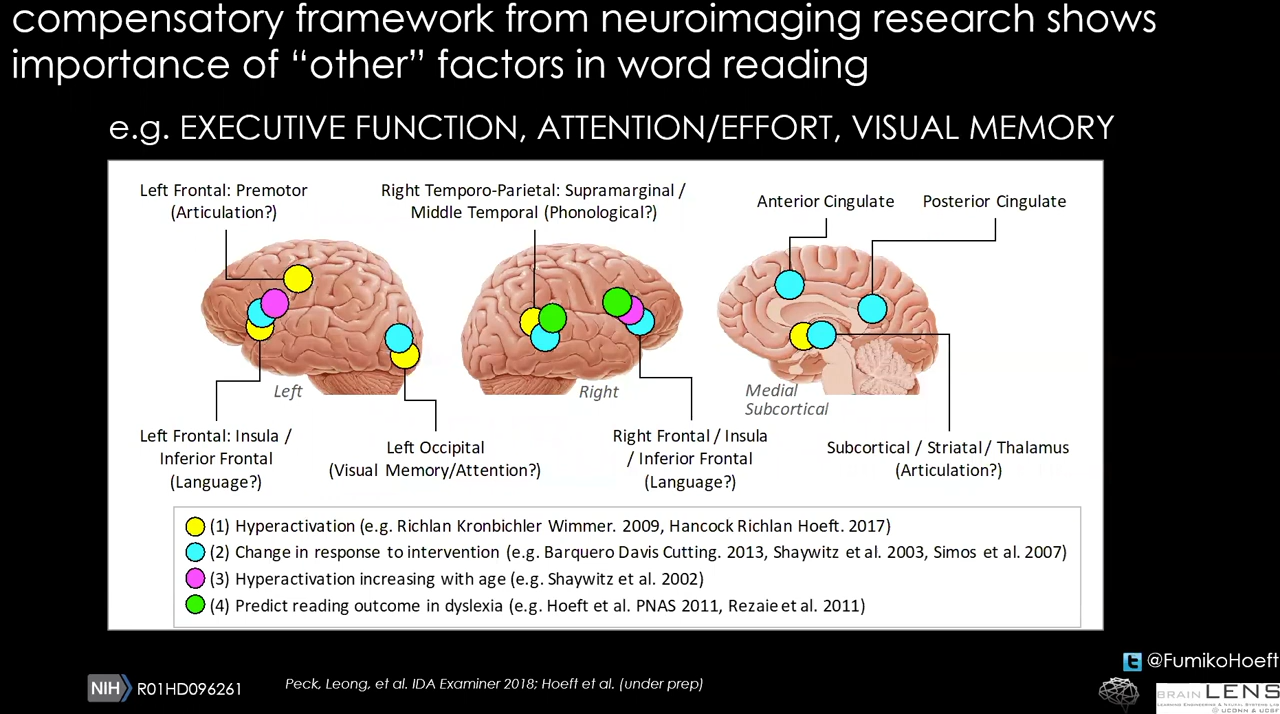 compensatory framework from neuroimaging research shows
importance of “other” factors in word reading
e.g. EXECUTIVE FUNCTION, ATTENTION/EFFORT, VISUAL MEMORY
Left Frontal: Premotor
(Articulation?)
Right Temporo-Parietal: Supramarginal /
Middle Temporal (Phonological?)
Anterior Cingulate
Posterior Cingulate
Left
Right
Medial
Subcortical
Left Frontal: Insula /
Inferior Frontal
(Language?)
Left Occipital
(Visual Memory/Attention?)
Right Frontal / Insula
/ Inferior Frontal
(Language?)
Subcortical / Striatal / Thalamus
(Articulation?)
(1) Hyperactivation (e.g. Richlan Kronbichler Wimmer. 2009, Hancock Richlan Hoeft. 2017)
(2) Change in response to intervention (e.g. Barquero Davis Cutting. 2013, Shaywitz et al. 2003, Simos et al. 2007)
(3) Hyperactivation increasing with age (e.g. Shaywitz et al. 2002)
(4) Predict reading outcome in dyslexia (e.g. Hoeft et al. PNAS 2011, Rezaie et al. 2011)
@FumikoHoeft
NIH R01HD096261
Peck, Leong, et al. IDA Examiner 2018; Hoeft et al. (under prep)
BRAIN LENS
@ UCONN & UCSF